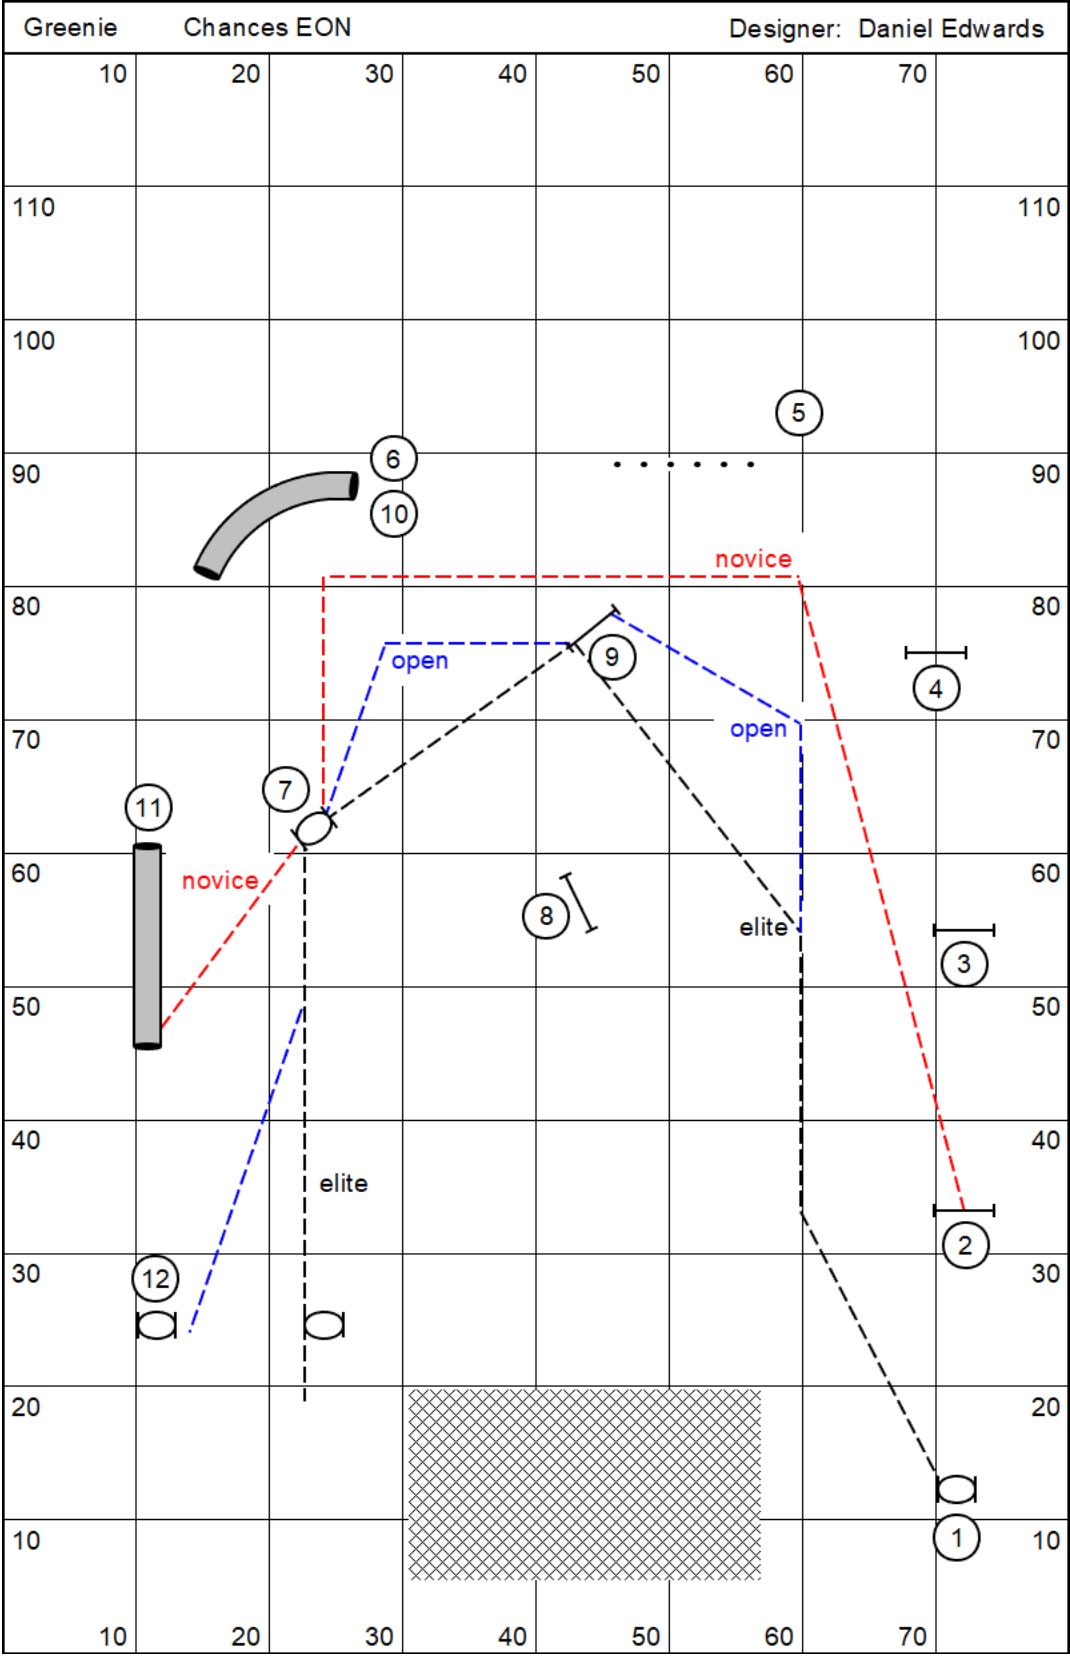 Greenie Chances EON Designer: Daniel Edwards
10 20 30 40 50 60 70
110 110
100 100
5
6
90 90
10
novice
80 80
open 9
4
open
70 70
7
11
60 60
novice
8 elite
3
50 50
40 40
elite
2
12
30 30
20 20
1
10 10
10 20 30 40 50 60 70